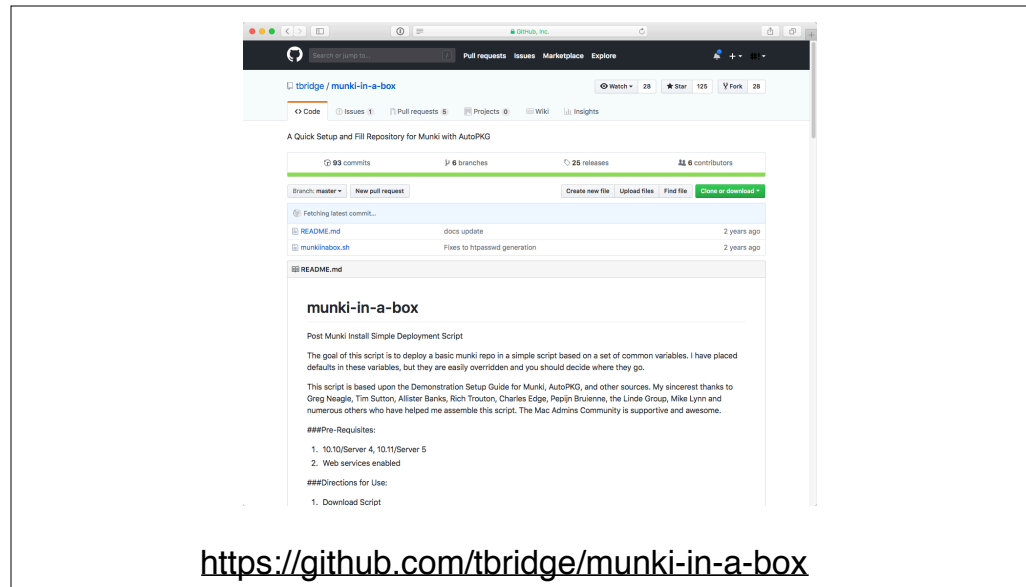 GitHub, Inc.
Search or jump to...
/
Pull requests Issues Marketplace Explore
tbridge / munki-in-a-box
Watch 28 Star 125 Fork 28
Code Issues 1 Pull requests 5 Projects 0 Wiki Insights
A Quick Setup and Fill Repository for Munki with AutoPKG
93 commits 6 branches 25 releases 6 contributors
Branch: master New pull request Create new file Upload files Find file Clone or download
Fetching latest commit...
README.md docs update 2 years ago
munkiinabox.sh Fixes to htpasswd generation 2 years ago
README.md
munki-in-a-box
Post Munki Install Simple Deployment Script
The goal of this script is to deploy a basic munki repo in a simple script based on a set of common variables. I have placed
defaults in these variables, but they are easily overridden and you should decide where they go.
This script is based upon the Demonstration Setup Guide for Munki, AutoPKG, and other sources. My sincerest thanks to
Greg Neagle, Tim Sutton, Allister Banks, Rich Trouton, Charles Edge, Pepijn Bruienne, the Linde Group, Mike Lynn and
numerous others who have helped me assemble this script. The Mac Admins Community is supportive and awesome.
###Pre-Requisites:
1. 10.10/Server 4, 10.11/Server 5
2. Web services enabled
###Directions for Use:
1. Download Script
https://github.com/tbridge/munki-in-a-box